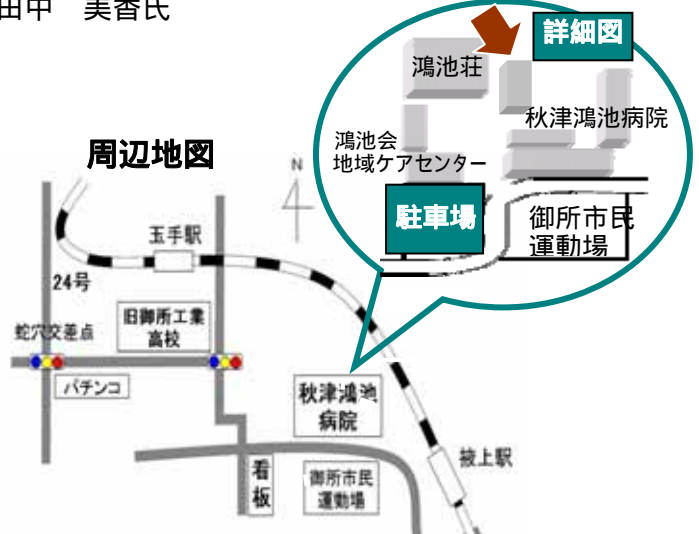 田中　美香氏
詳細図
鴻池荘
秋津鴻池病院
鴻池会
地域ケアセンター
駐車場
御所市民
運動場
周辺地図
N
玉手駅
24号
旧御所工業
高校
蛇穴交差点
パチンコ
秋津鴻池
病院
掖上駅
看
板
御所市民
運動場